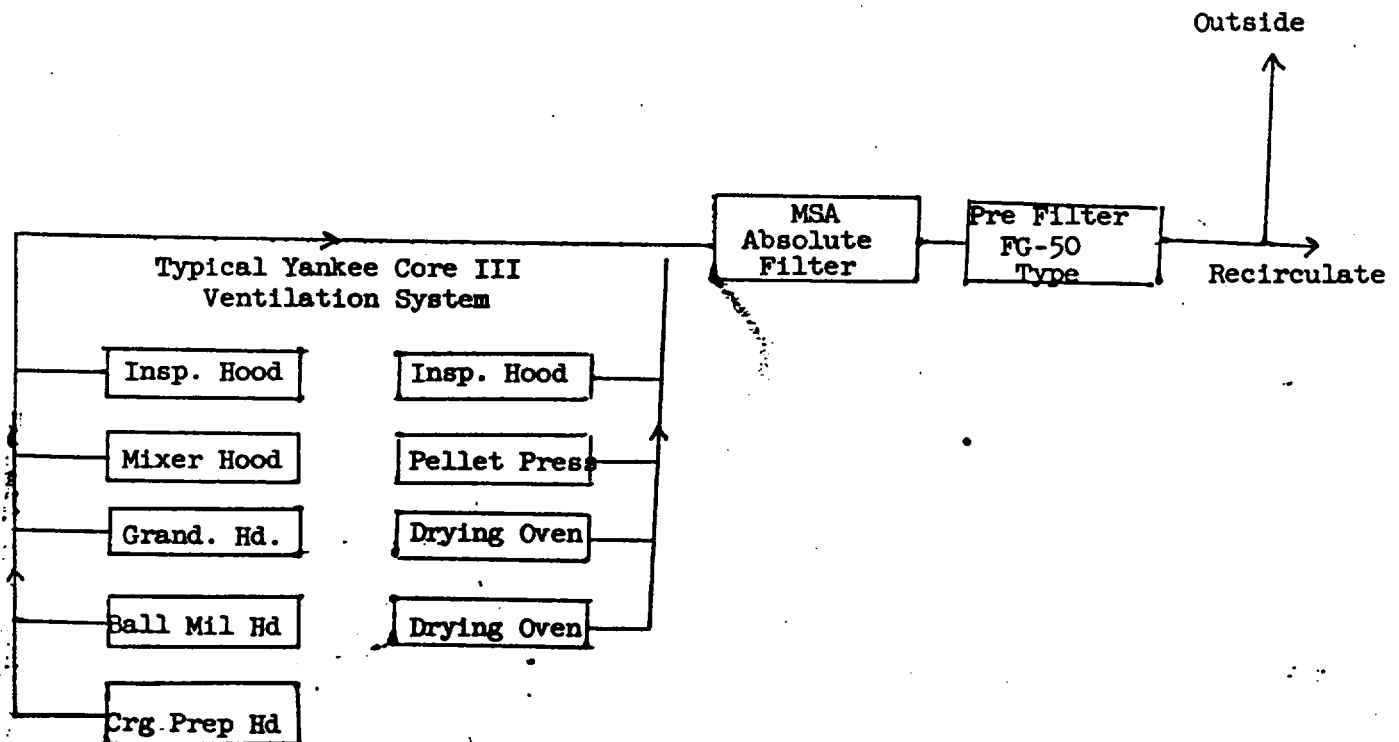 Outside
MSA
Absolute
Filter
Pre Filter
FG-50
Type
Recirculate
Typical Yankee Core III
Ventilation System
Insp. Hood
Insp. Hood
Mixer Hood
Pellet Press
Grand. Hd.
Drying Oven
Ball Mil Hd
Drying Oven
Crg Prep Hd